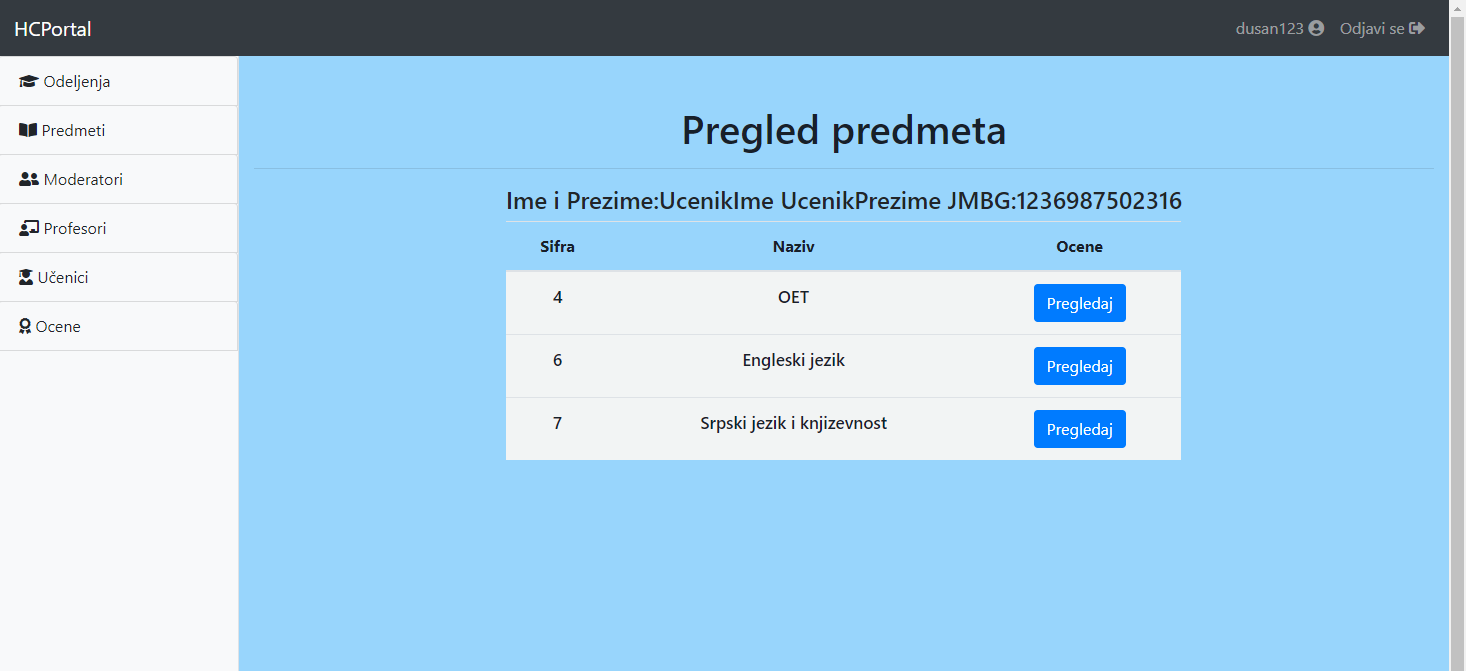 HCPortal
dusan123
Odjavi se
Odeljenja
Predmeti
Moderatori
Profesori
Učenici
Ocene
Pregled predmeta
Ime i Prezime:UcenikIme UcenikPrezime JMBG:1236987502316
Sifra Naziv Ocene
4 OET Pregledaj
6 Engleski jezik Pregledaj
7 Srpski jezik i knjizevnost Pregledaj